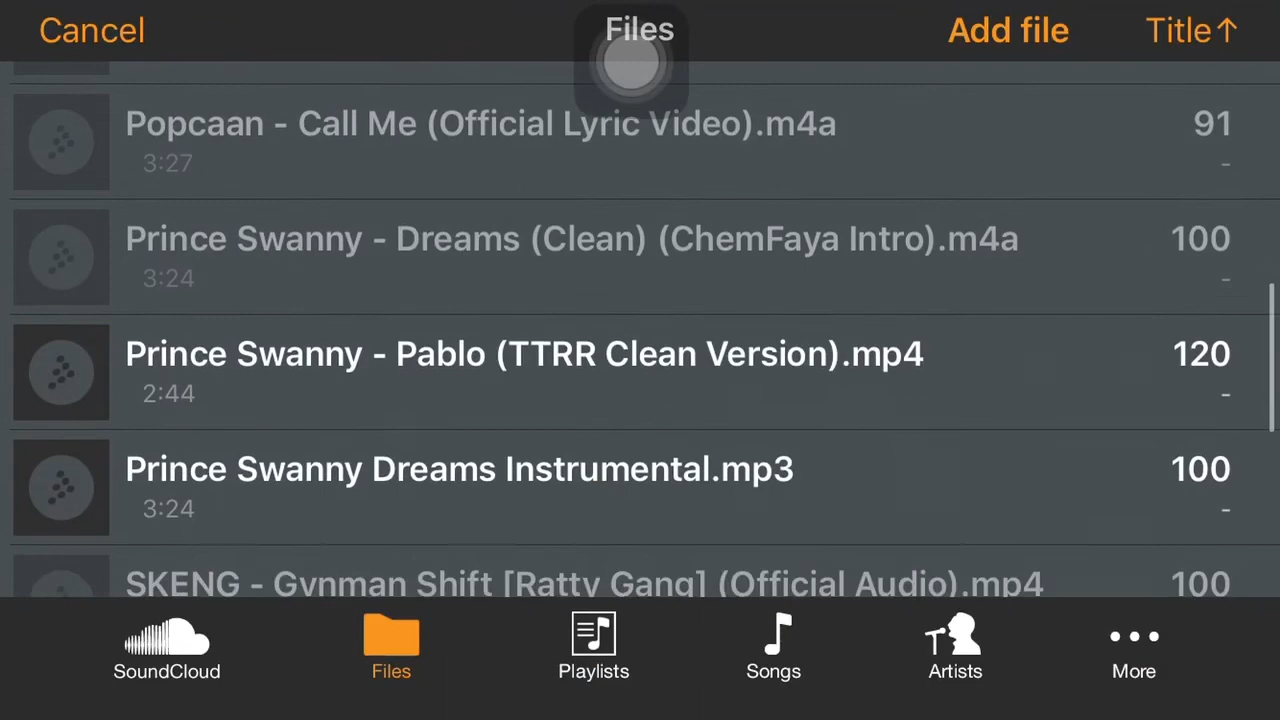 Cancel
Files
Add file
Title↑
Popcaan - Call Me (Official Lyric Video).m4a
91
3:27
-
Prince Swanny - Dreams (Clean) (ChemFaya Intro).m4a
100
3:24
-
Prince Swanny - Pablo (TTRR Clean Version).mp4
120
2:44
-
Prince Swanny Dreams Instrumental.mp3
100
3:24
-
SKENG - Gvnman Shift [Ratty Gang] (Official Audio).mp4
100
SoundCloud
Files
Playlists
Songs
Artists
More